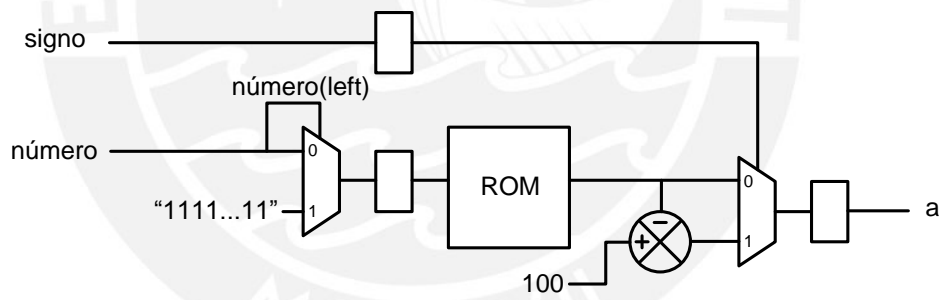 signo
número(left)
número
0
ROM
0
"1111...11"
1
−
+
1
a
100